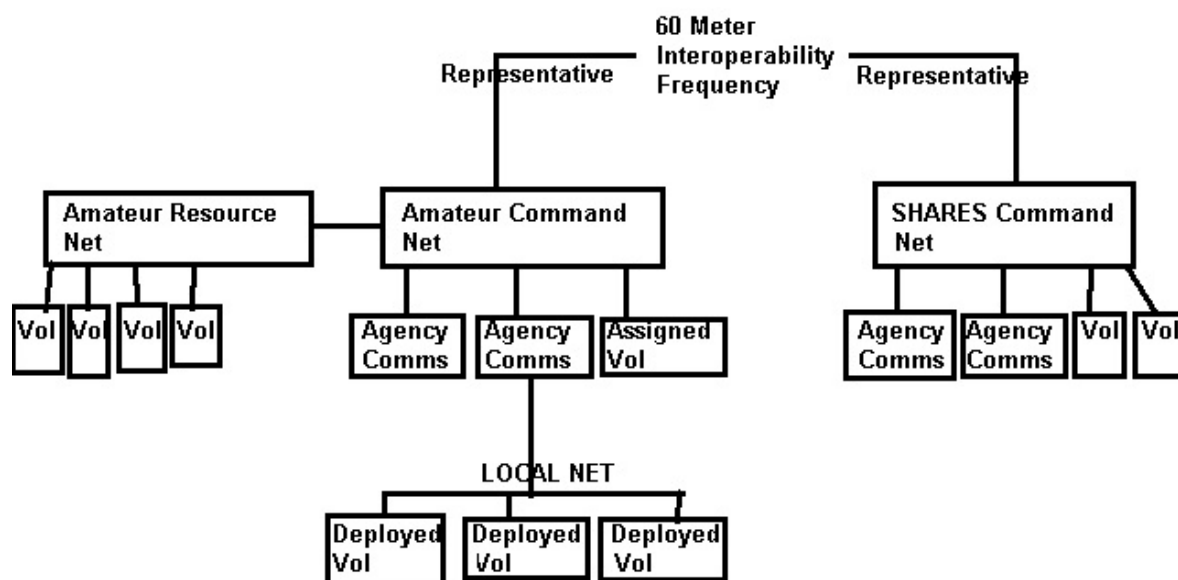 60 Meter
Interoperability
Frequency
Representative
Representative
Amateur Resource
Net
Amateur Command
Net
SHARES Command
Net
Vol
Vol
Vol
Vol
Agency
Comms
Agency
Comms
Assigned
Vol
Agency
Comms
Agency
Comms
Vol
Vol
LOCAL NET
Deployed
Vol
Deployed
Vol
Deployed
Vol